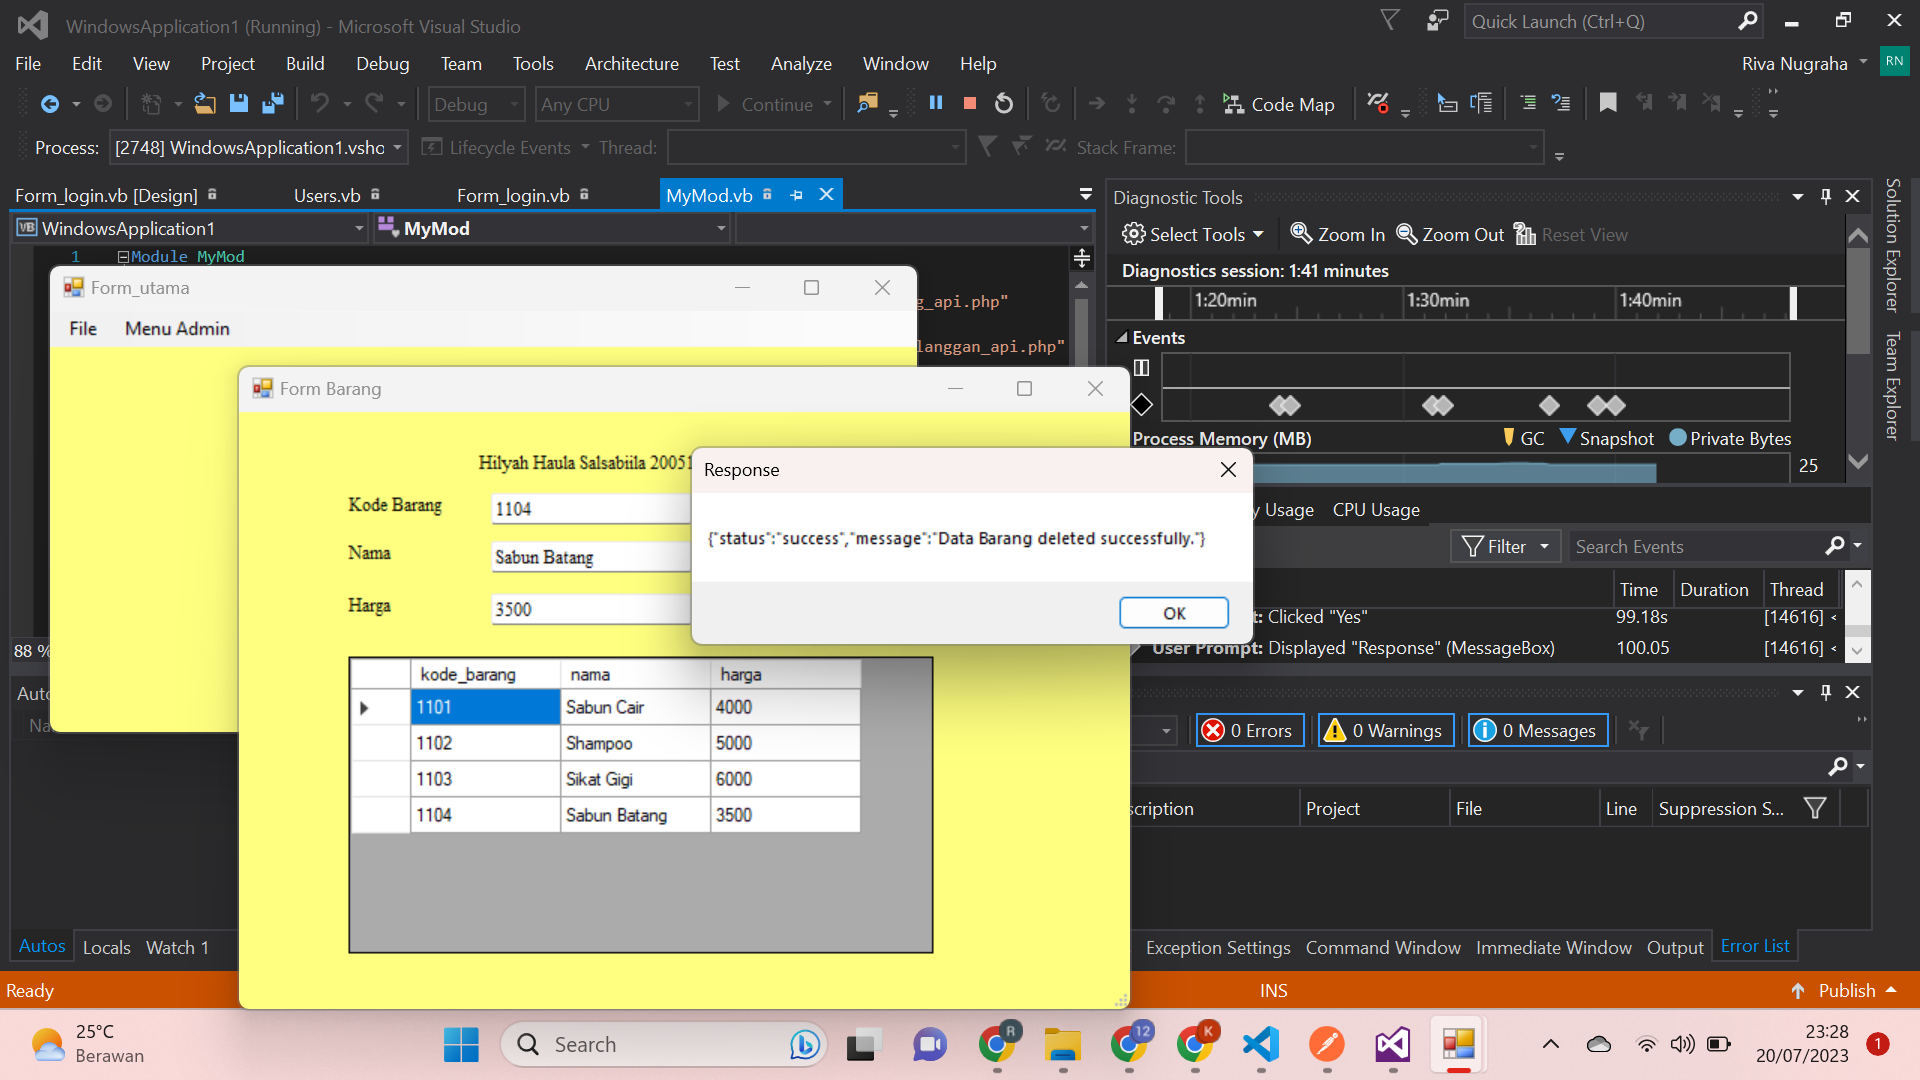 WindowsApplication1 (Running) - Microsoft Visual Studio
Quick Launch (Ctrl+Q)
File Edit View Project Build Debug Team Tools Architecture Test Analyze Window Help
Riva Nugraha RN
Debug Any CPU Continue Code Map
Process: [2748] WindowsApplication1.vsho Lifecycle Events Thread: Stack Frame:
Form_login.vb [Design] Users.vb Form_login.vb MyMod.vb
WindowsApplication1 MyMod
1 Module MyMod
_api.php"
langgan_api.php"
88 %
Form_utama
File Menu Admin
Form Barang
Hilyah Haula Salsabiila 20051
Kode Barang 1104
Nama Sabun Batang
Harga 3500
kode_barang nama harga
1101 Sabun Cair 4000
1102 Shampoo 5000
1103 Sikat Gigi 6000
1104 Sabun Batang 3500
Response
{"status":"success","message":"Data Barang deleted successfully."}
OK
Diagnostic Tools
Select Tools Zoom In Zoom Out Reset View
Diagnostics session: 1:41 minutes
1:20min 1:30min 1:40min
Events
Process Memory (MB) GC Snapshot Private Bytes
25
y Usage CPU Usage
Filter Search Events
Time Duration Thread
t: Clicked "Yes" 99.18s [14616]
User Prompt: Displayed "Response" (MessageBox) 100.05 [14616]
0 Errors 0 Warnings 0 Messages
scription Project File Line Suppression S...
Solution Explorer
Team Explorer
Auto
Na
Autos Locals Watch 1
Exception Settings Command Window Immediate Window Output Error List
Ready INS Publish
25°C
Berawan
Search
R
12
K
23:28
20/07/2023
1